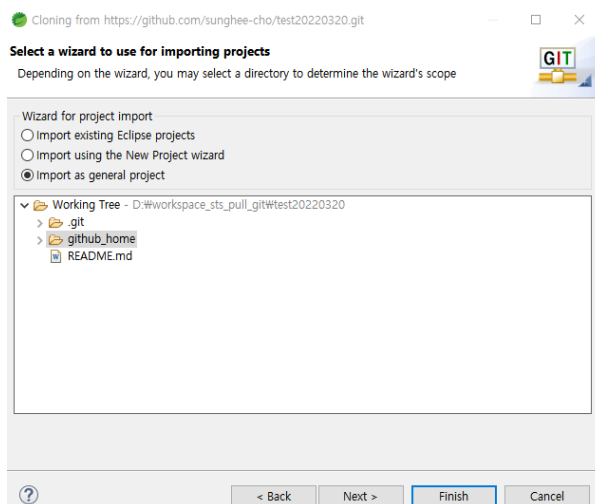 Cloning from https://github.com/sunghee-cho/test20220320.git
Select a wizard to use for importing projects
Depending on the wizard, you may select a directory to determine the wizard's scope
GIT
Wizard for project import
Import existing Eclipse projects
Import using the New Project wizard
Import as general project
Working Tree - D:₩workspace_sts_pull_git₩test20220320
.git
github_home
README.md
? < Back Next > Finish Cancel